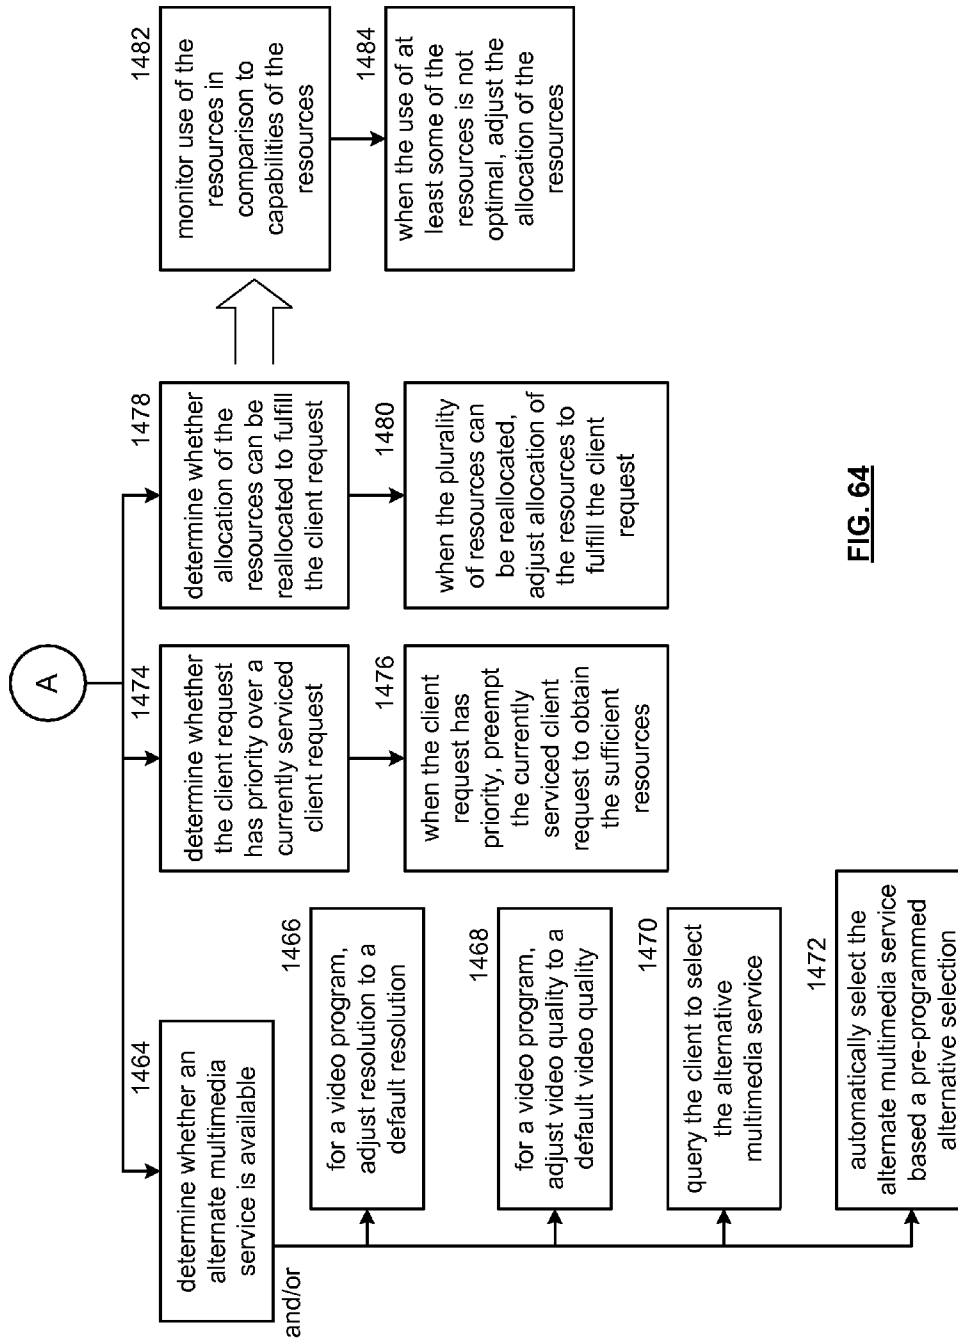 A
1464
determine whether an
alternate multimedia
service is available
and/or
1466
for a video program,
adjust resolution to a
default resolution
1468
for a video program,
adjust video quality to a
default video quality
1470
query the client to select
the alternative
multimedia service
1472
automatically select the
alternate multimedia service
based a pre-programmed
alternative selection
1474
determine whether
the client request
has priority over a
currently serviced
client request
1476
when the client
request has
priority, preempt
the currently
serviced client
request to obtain
the sufficient
resources
1478
determine whether
allocation of the
resources can be
reallocated to fulfill
the client request
1480
when the plurality
of resources can
be reallocated,
adjust allocation of
the resources to
fulfill the client
request
1482
monitor use of the
resources in
comparison to
capabilities of the
resources
1484
when the use of at
least some of the
resources is not
optimal, adjust the
allocation of the
resources
FIG. 64